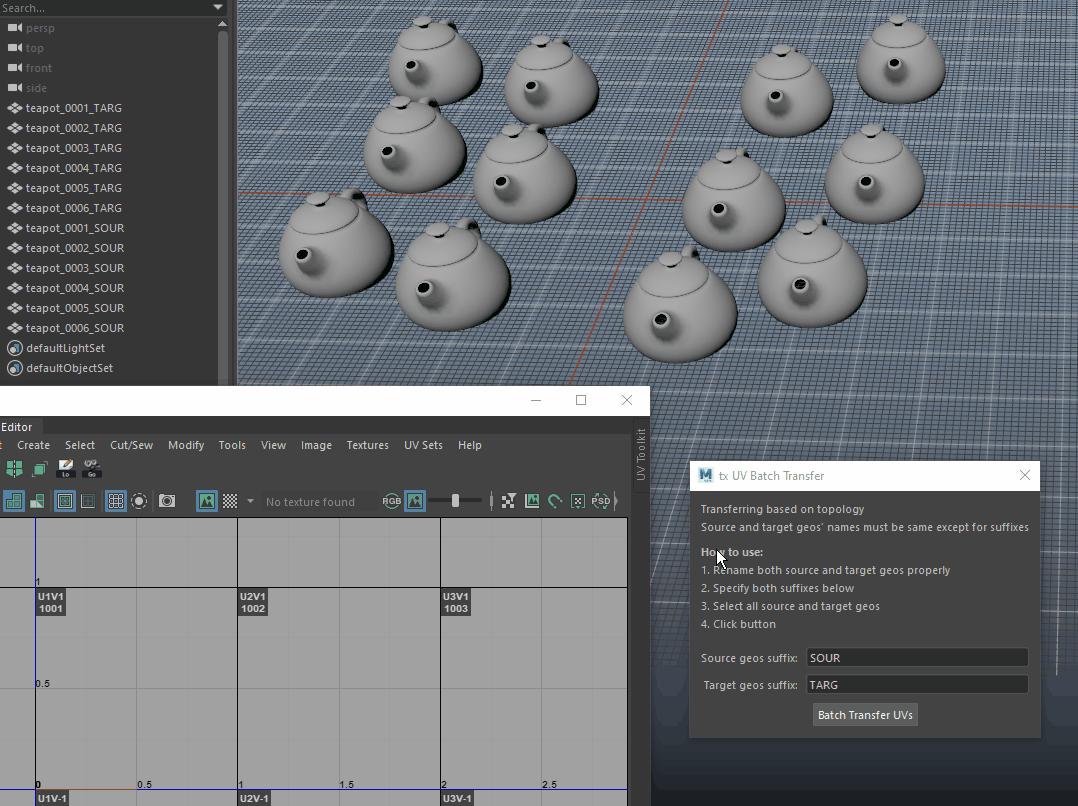 Search...
persp
top
front
side
teapot_0001_TARG
teapot_0002_TARG
teapot_0003_TARG
teapot_0004_TARG
teapot_0005_TARG
teapot_0006_TARG
teapot_0001_SOUR
teapot_0002_SOUR
teapot_0003_SOUR
teapot_0004_SOUR
teapot_0005_SOUR
teapot_0006_SOUR
defaultLightSet
defaultObjectSet
Editor
t Create Select Cut/Sew Modify Tools View Image Textures UV Sets Help
UV Toolkit
Lo Go
No texture found RGB PSD
1
U1V1 U2V1 U3V1
1001 1002 1003
0.5
0 0.5 1 1.5 2 2.5
U1V-1 U2V-1 U3V-1
M tx UV Batch Transfer
Transferring based on topology
Source and target geos' names must be same except for suffixes
How to use:
1. Rename both source and target geos properly
2. Specify both suffixes below
3. Select all source and target geos
4. Click button
Source geos suffix: SOUR
Target geos suffix: TARG
Batch Transfer UVs